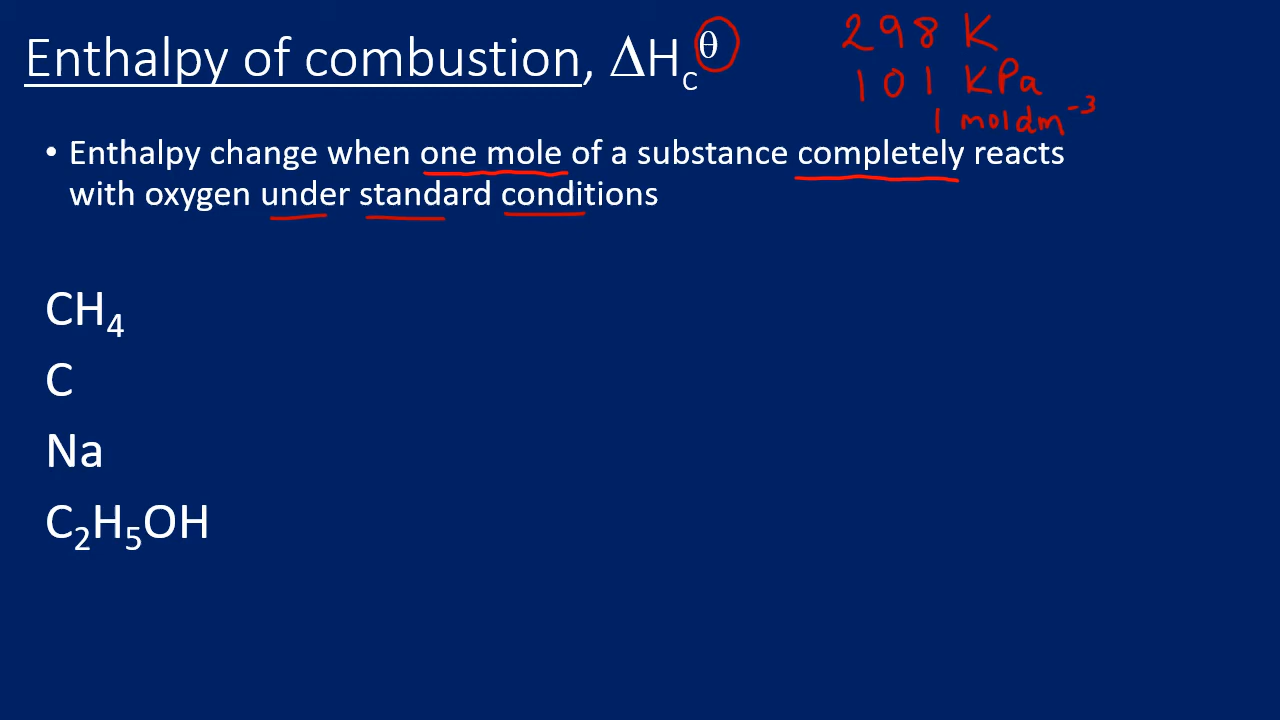 Enthalpy of combustion, ΔHcθ
298 K
101 KPa
1 moldm⁻³
• Enthalpy change when one mole of a substance completely reacts
with oxygen under standard conditions
CH₄
C
Na
C₂H₅OH